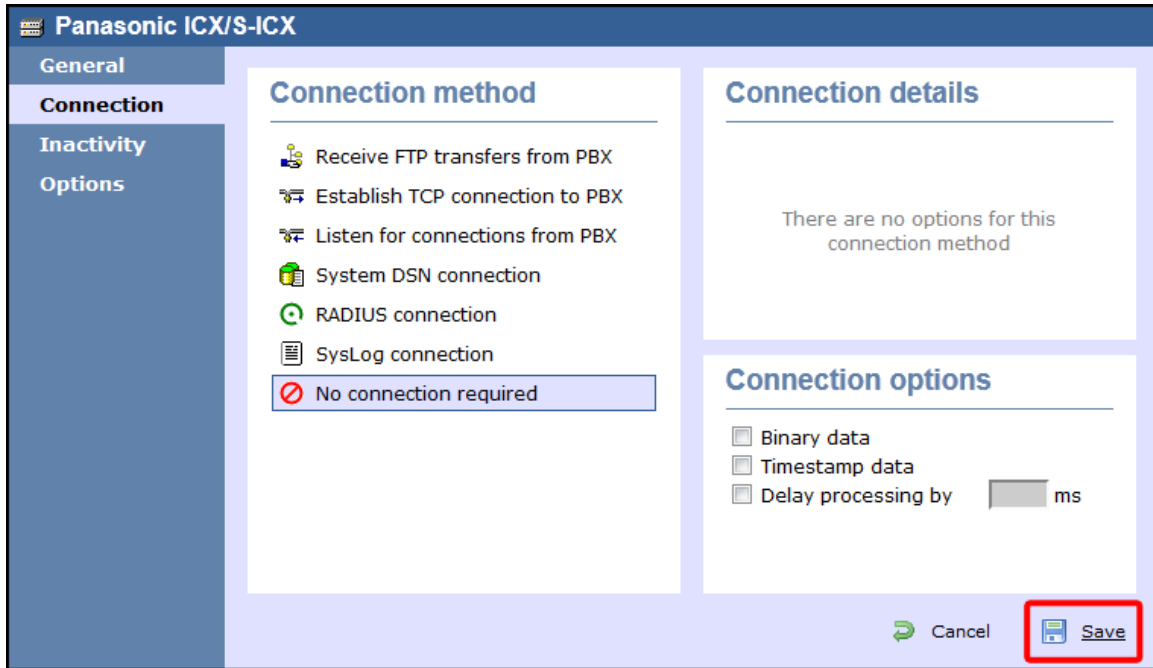 Panasonic ICX/S-ICX
General
Connection
Inactivity
Options
Connection method
Receive FTP transfers from PBX
Establish TCP connection to PBX
Listen for connections from PBX
System DSN connection
RADIUS connection
SysLog connection
No connection required
Connection details
There are no options for this
connection method
Connection options
Binary data
Timestamp data
Delay processing by ms
Cancel
Save